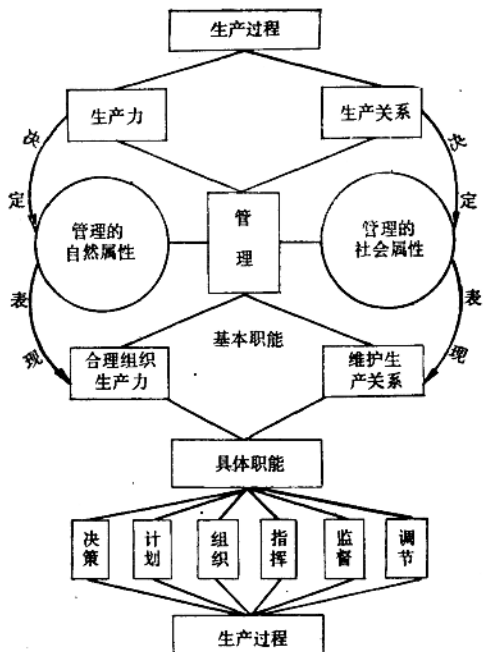 生产过程
生产力
生产关系
决
定
决
定
管理的
自然属性
管
理
管理的
社会属性
表
现
表
现
基本职能
合理组织
生产力
维护生
产关系
具体职能
决策
计划
组织
指挥
监督
调节
生产过程